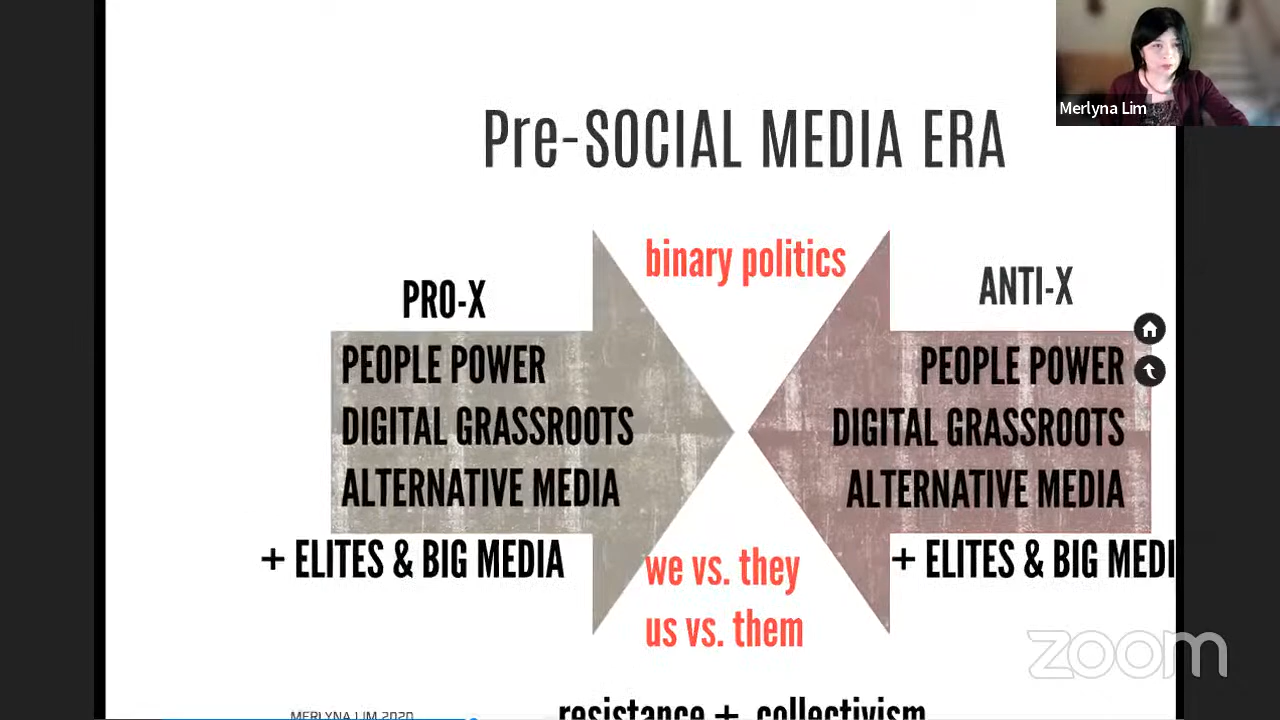 Merlyna Lim
Pre-SOCIAL MEDIA ERA
binary politics
PRO-X
PEOPLE POWER
DIGITAL GRASSROOTS
ALTERNATIVE MEDIA
+ ELITES & BIG MEDIA
ANTI-X
PEOPLE POWER
DIGITAL GRASSROOTS
ALTERNATIVE MEDIA
+ ELITES & BIG MEDI
we vs. they
us vs. them
zoom
resistance + collectivism
MERLYNA LIM 2020